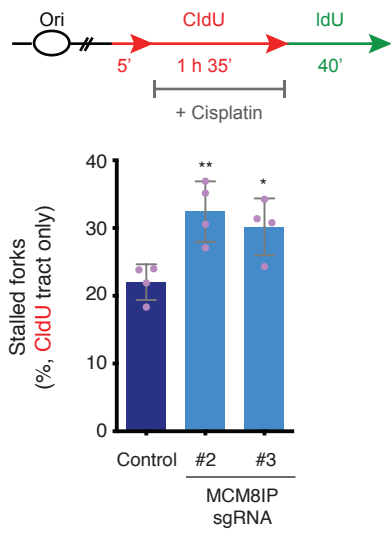 Ori
CldU
IdU
5’
1 h 35’
40’
+ Cisplatin
Stalled forks
(%, CldU tract only)
40
30
20
10
0
**
*
Control
#2
#3
MCM8IP
sgRNA